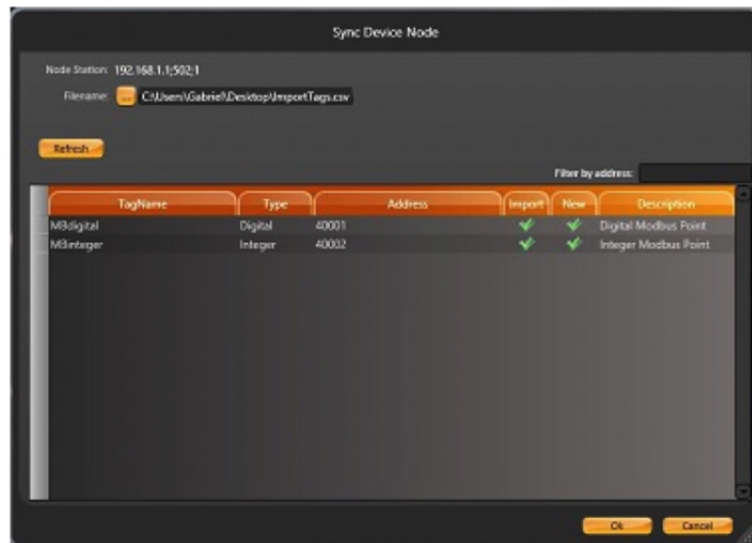 Sync Device Node
Node Station: 192.168.1.1;502;1
Filename: ... C:\Users\Gabriel\Desktop\ImportTags.csv
Refresh
Filter by address:
TagName Type Address Import New Description
MBdigital Digital 40001 Digital Modbus Point
MBinteger Integer 40002 Integer Modbus Point
Ok Cancel